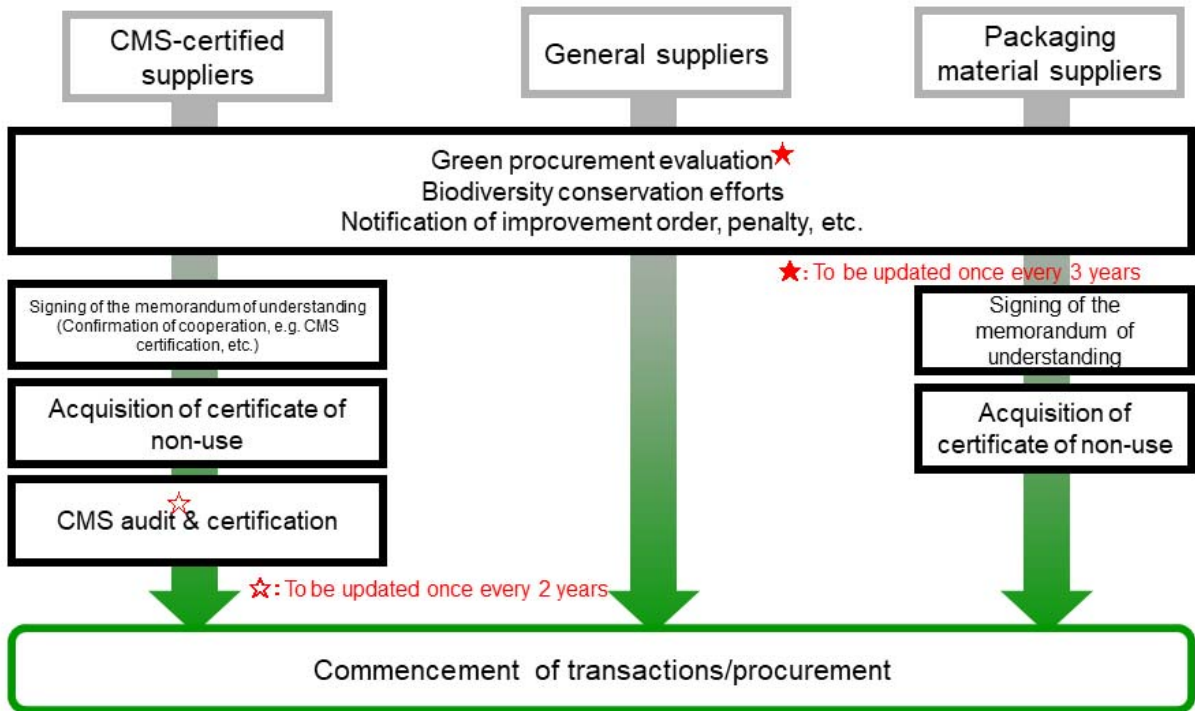 CMS-certified
suppliers
General suppliers
Packaging
material suppliers
Green procurement evaluation★
Biodiversity conservation efforts
Notification of improvement order, penalty, etc.
★: To be updated once every 3 years
Signing of the memorandum of understanding
(Confirmation of cooperation, e.g. CMS
certification, etc.)
Signing of the
memorandum of
understanding
Acquisition of certificate of
non-use
Acquisition of
certificate of non-use
CMS audit☆& certification
☆: To be updated once every 2 years
Commencement of transactions/procurement